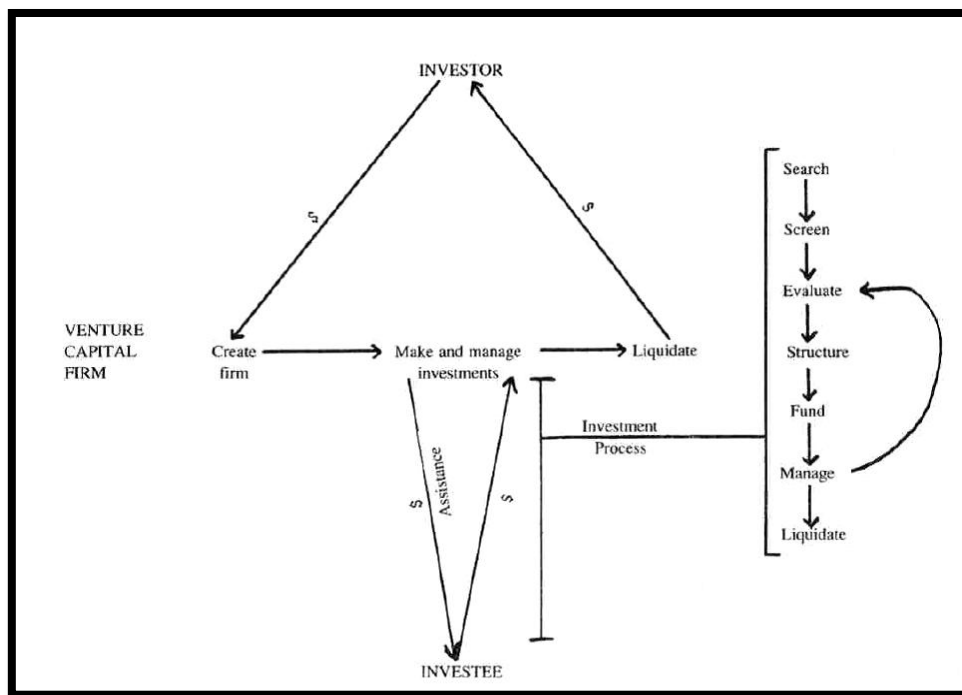 INVESTOR
$
$
VENTURE
CAPITAL
FIRM
Create
firm
Make and manage
investments
Liquidate
Assistance
$
$
INVESTEE
Investment
Process
Search
Screen
Evaluate
Structure
Fund
Manage
Liquidate